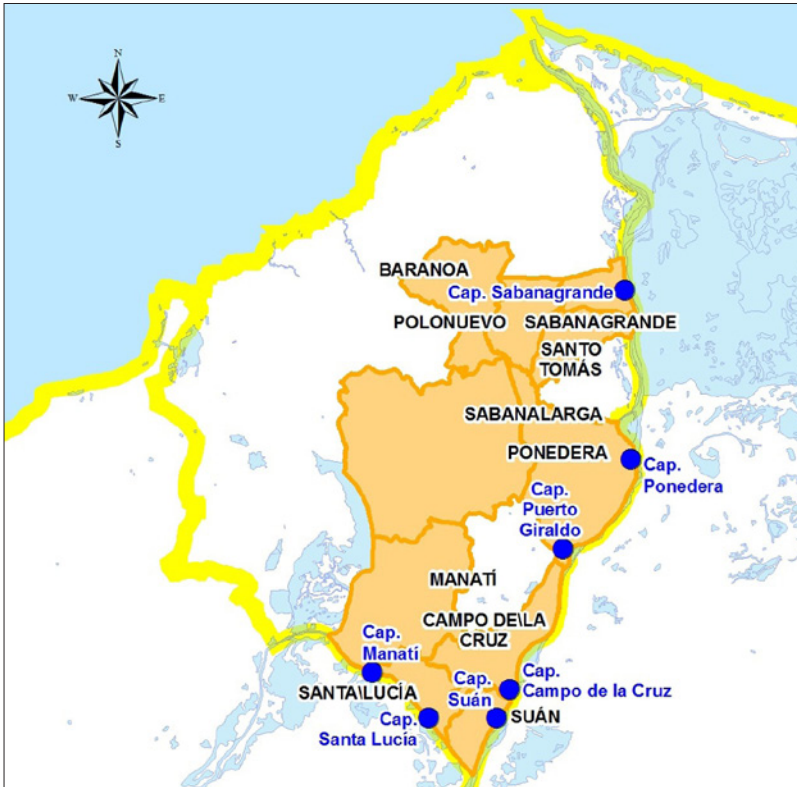 N
W
E
S
BARANOA
Cap. Sabanagrande
POLONUEVO
SABANAGRANDE
SANTO
TOMÁS
SABANALARGA
PONEDERA
Cap.
Ponedera
Cap.
Puerto
Giraldo
MANATÍ
CAMPO DE\LA
CRUZ
Cap.
Manatí
Cap.
Suán
Cap.
Campo de la Cruz
SANTA\LUCÍA
SUÁN
Cap.
Santa Lucía